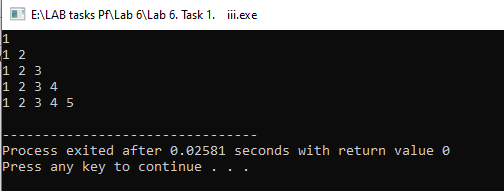 E:\LAB tasks Pf\Lab 6\Lab 6. Task 1.    iii.exe
1
1 2
1 2 3
1 2 3 4
1 2 3 4 5
--------------------------------
Process exited after 0.02581 seconds with return value 0
Press any key to continue . . .